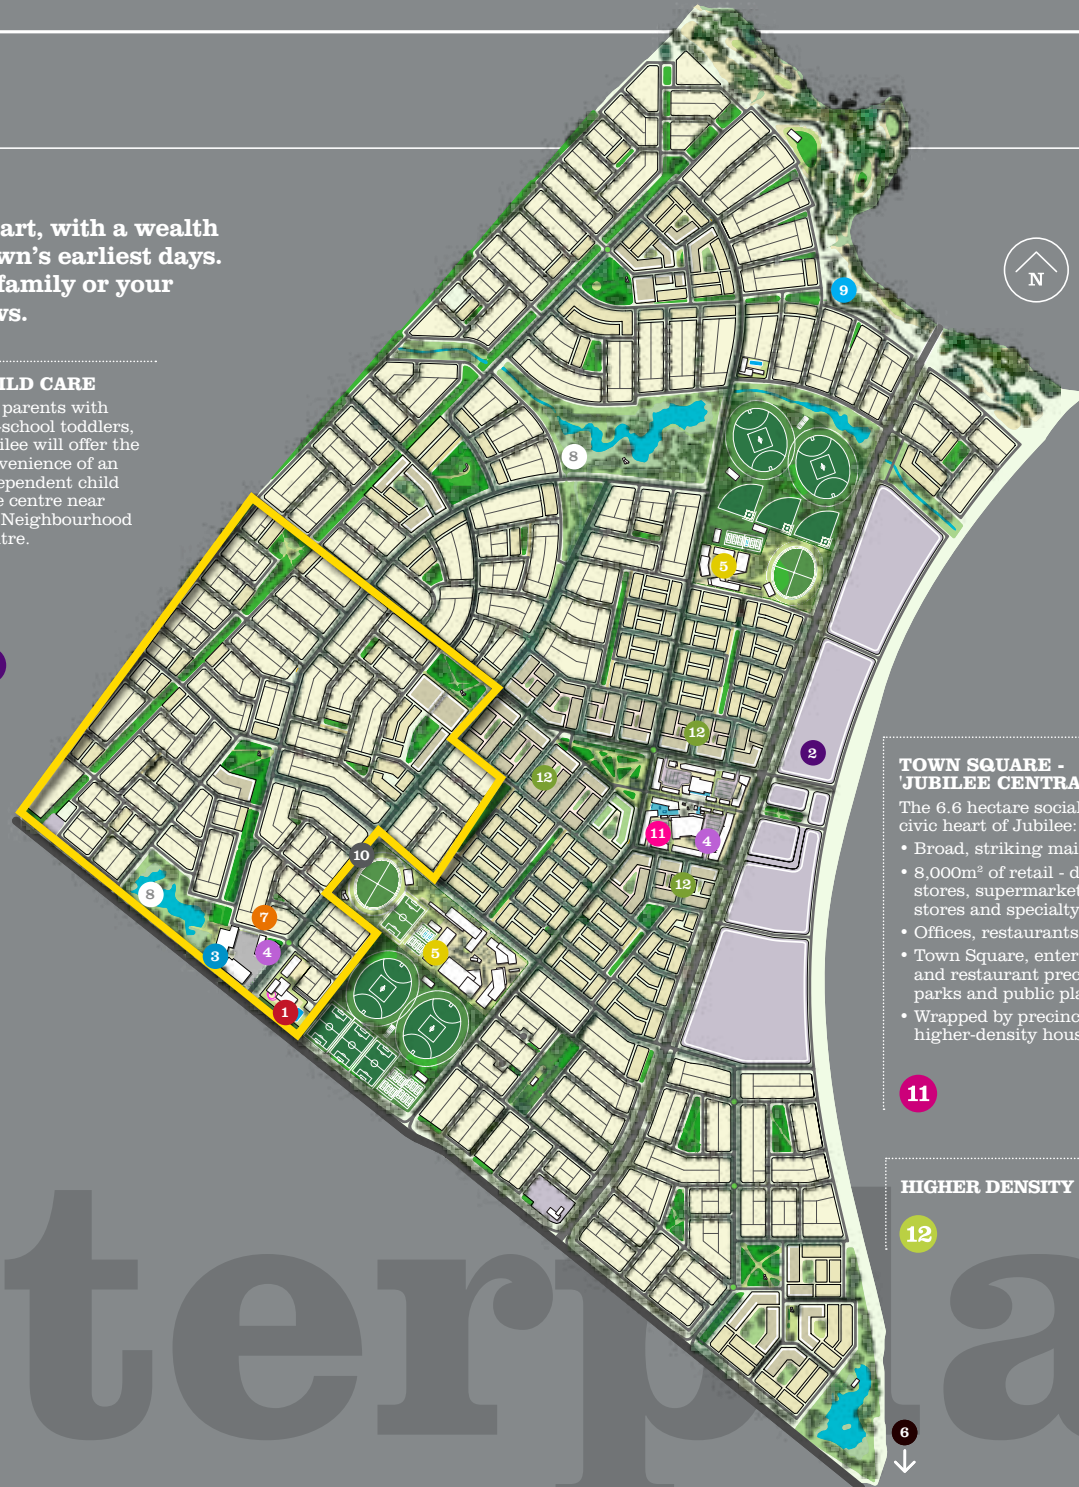 art, with a wealth
wn's earliest days.
family or your
vs.
ILD CARE
parents with
-school toddlers,
ilee will offer the
venience of an
ependent child
e centre near
Neighbourhood
tre.
N
9
8
5
2
12
12
11
4
12
10
8
7
3
4
5
1
TOWN SQUARE -
'JUBILEE CENTRA
The 6.6 hectare social
civic heart of Jubilee:
• Broad, striking mai
• 8,000m² of retail - d
stores, supermarket
stores and specialty
• Offices, restaurants
• Town Square, enter
and restaurant prec
parks and public pla
• Wrapped by precinc
higher-density hous
11
HIGHER DENSITY
12
6
terpla